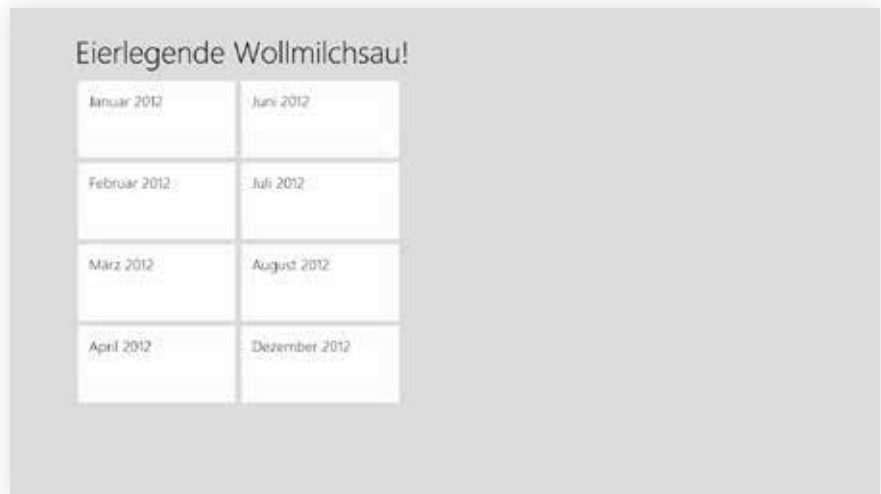 Eierlegende Wollmilchsau!
Januar 2012
Juni 2012
Februar 2012
Juli 2012
März 2012
August 2012
April 2012
Dezember 2012